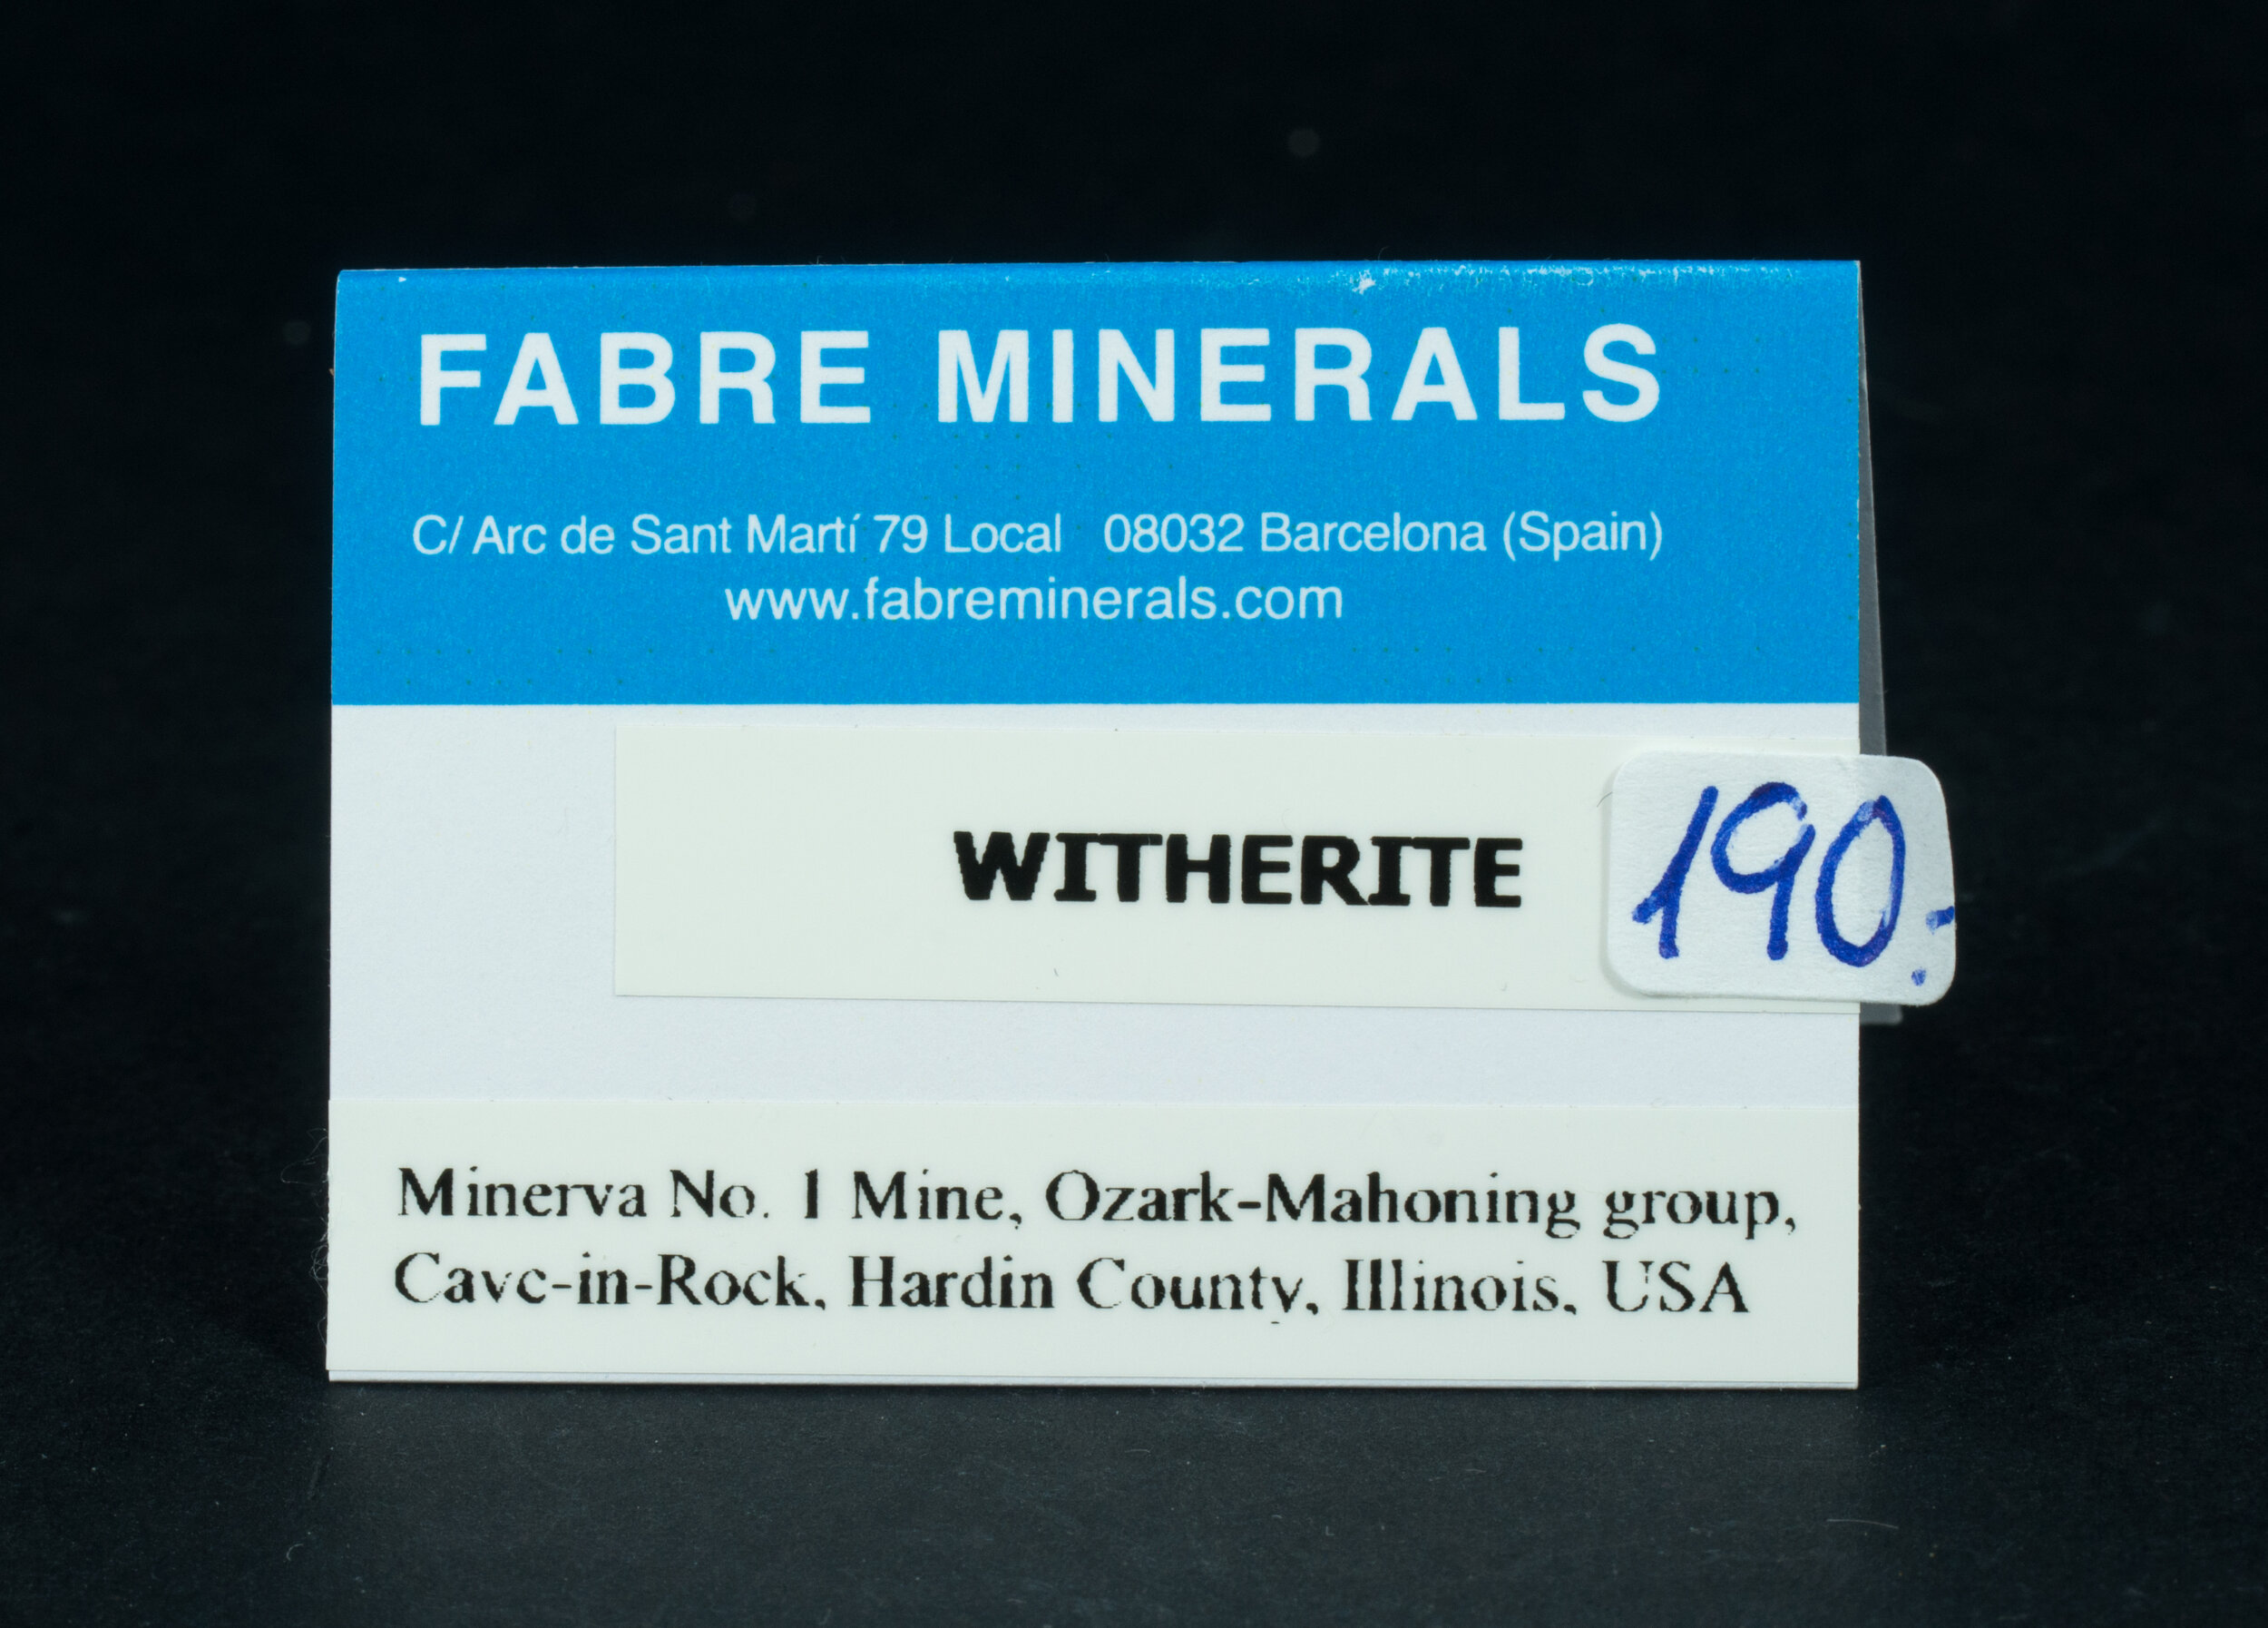 FABRE MINERALS
C/ Arc de Sant Martí 79 Local 08032 Barcelona (Spain)
www.fabreminerals.com
WITHERITE
190.-
Minerva No. 1 Mine, Ozark-Mahoning group,
Cave-in-Rock, Hardin County, Illinois, USA